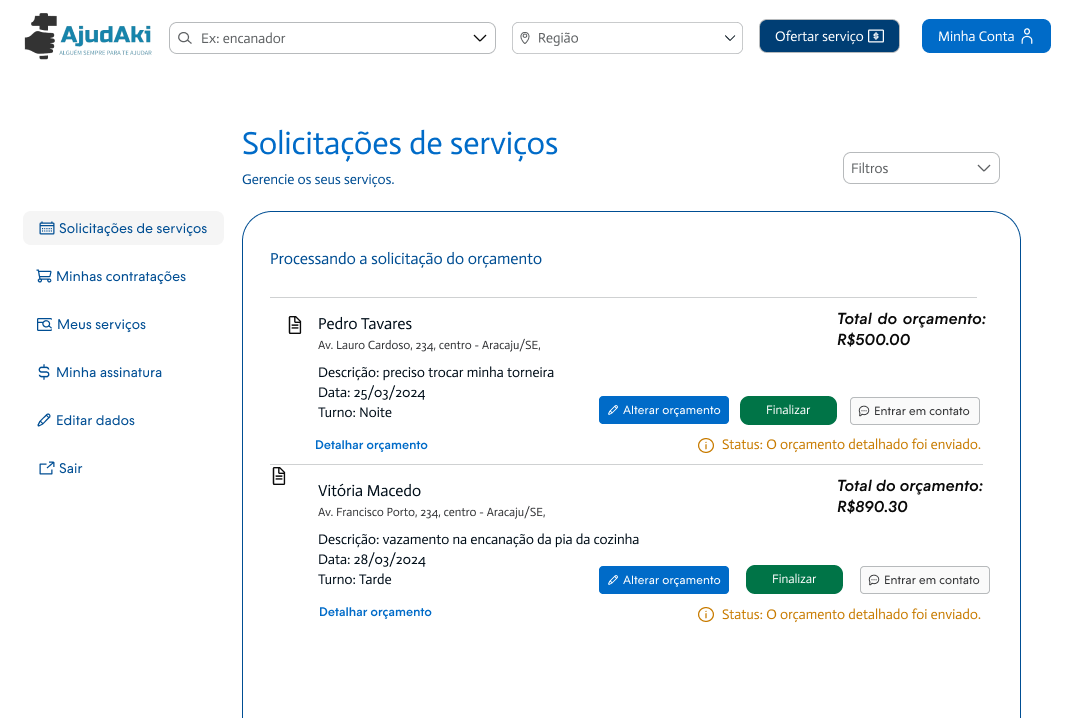 AjudAki
ALGUÉM SEMPRE PARA TE AJUDAR
Ex: encanador
Região
Ofertar serviço
Minha Conta
Solicitações de serviços
Gerencie os seus serviços.
Filtros
Solicitações de serviços
Minhas contratações
Meus serviços
Minha assinatura
Editar dados
Sair
Processando a solicitação do orçamento
Pedro Tavares
Av. Lauro Cardoso, 234, centro - Aracaju/SE,
Total do orçamento:
R$500.00
Descrição: preciso trocar minha torneira
Data: 25/03/2024
Turno: Noite
Alterar orçamento
Finalizar
Entrar em contato
Detalhar orçamento
Status: O orçamento detalhado foi enviado.
Vitória Macedo
Av. Francisco Porto, 234, centro - Aracaju/SE,
Total do orçamento:
R$890.30
Descrição: vazamento na encanação da pia da cozinha
Data: 28/03/2024
Turno: Tarde
Alterar orçamento
Finalizar
Entrar em contato
Detalhar orçamento
Status: O orçamento detalhado foi enviado.